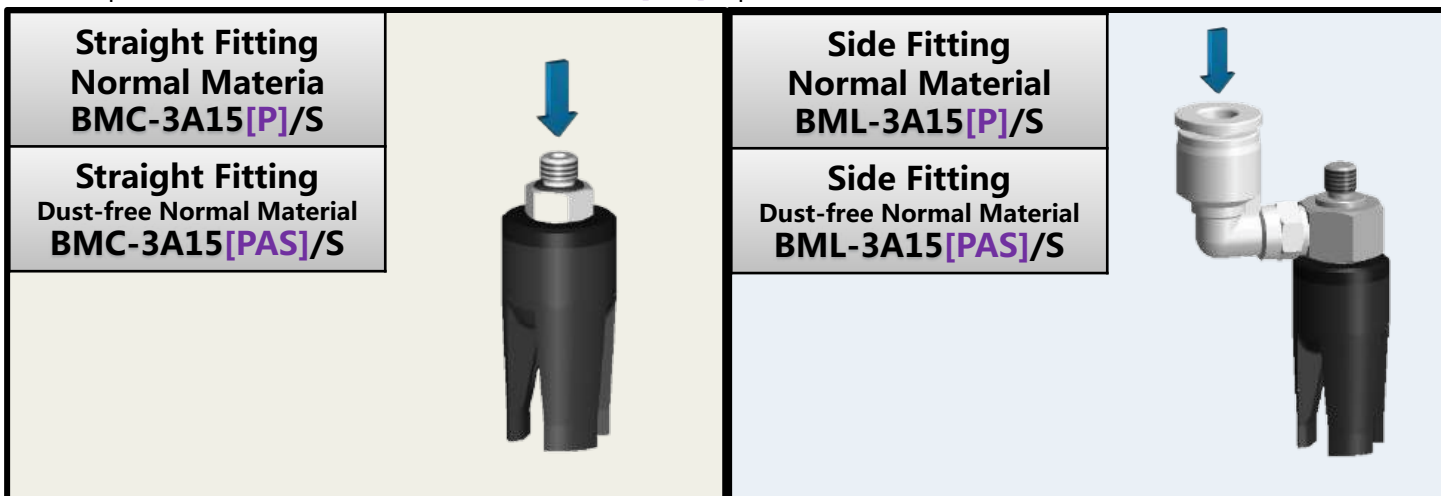 Straight Fitting
Normal Materia
BMC-3A15[P]/S
Straight Fitting
Dust-free Normal Material
BMC-3A15[PAS]/S
Side Fitting
Normal Material
BML-3A15[P]/S
Side Fitting
Dust-free Normal Material
BML-3A15[PAS]/S